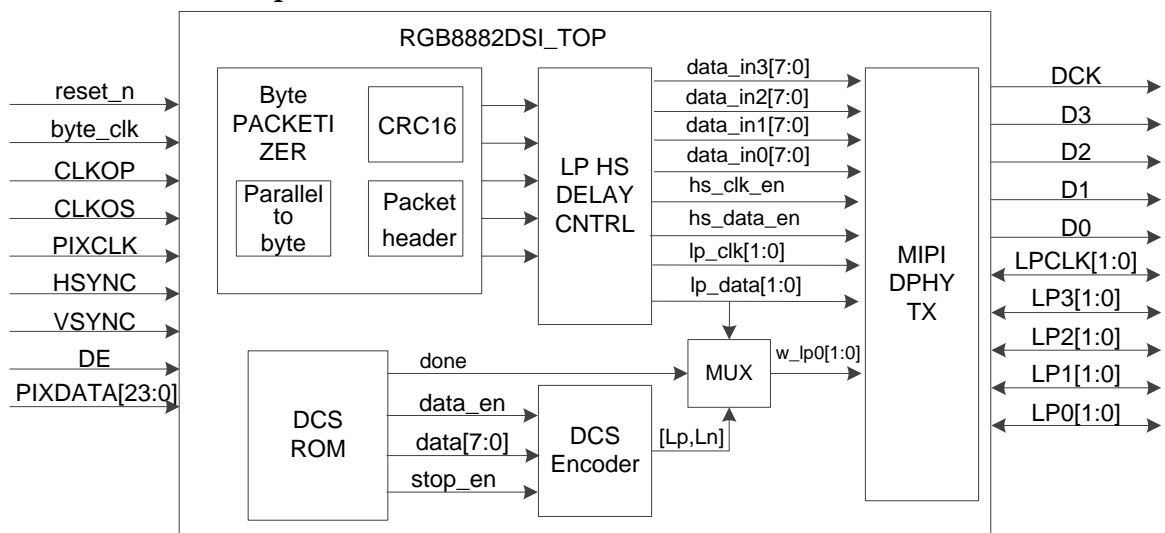 RGB8882DSI_TOP
reset_n
byte_clk
CLKOP
CLKOS
PIXCLK
HSYNC
VSYNC
DE
PIXDATA[23:0]
Byte
PACKETI
ZER
CRC16
Parallel
to
byte
Packet
header
LP HS
DELAY
CNTRL
data_in3[7:0]
data_in2[7:0]
data_in1[7:0]
data_in0[7:0]
hs_clk_en
hs_data_en
lp_clk[1:0]
lp_data[1:0]
DCS
ROM
done
data_en
data[7:0]
stop_en
DCS
Encoder
[Lp,Ln]
MUX
w_lp0[1:0]
MIPI
DPHY
TX
DCK
D3
D2
D1
D0
LPCLK[1:0]
LP3[1:0]
LP2[1:0]
LP1[1:0]
LP0[1:0]